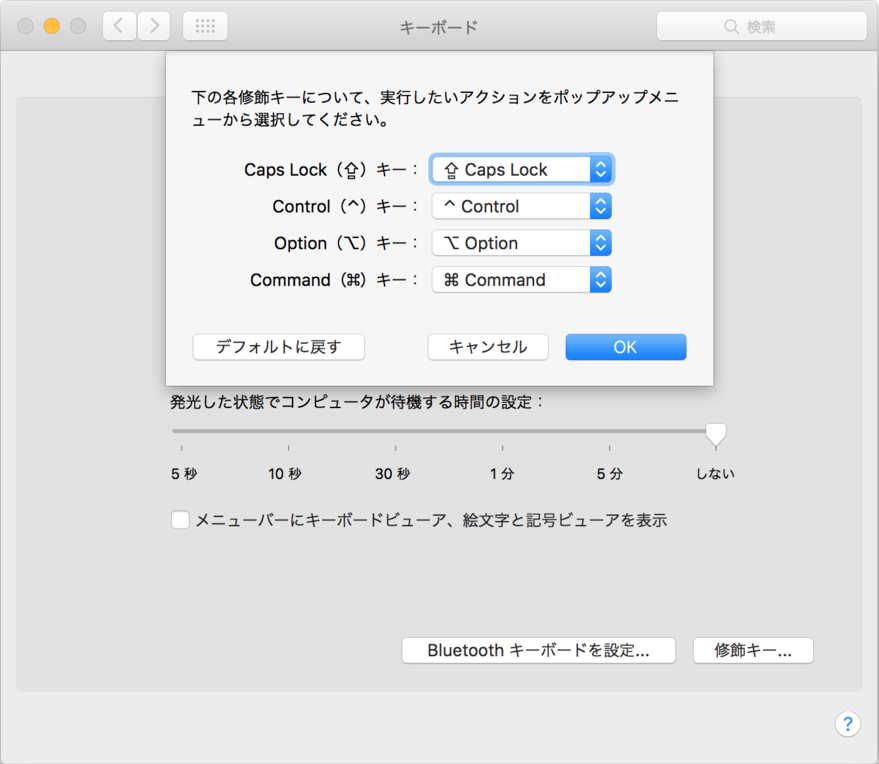 キーボード
検索
下の各修飾キーについて、実行したいアクションをポップアップメニ
ューから選択してください。
Caps Lock（⇪）キー： ⇪ Caps Lock
Control（^）キー： ^ Control
Option（⌥）キー： ⌥ Option
Command（⌘）キー： ⌘ Command
デフォルトに戻す キャンセル OK
発光した状態でコンピュータが待機する時間の設定：
5 秒 10 秒 30 秒 1 分 5 分 しない
メニューバーにキーボードビューア、絵文字と記号ビューアを表示
Bluetooth キーボードを設定... 修飾キー...
?